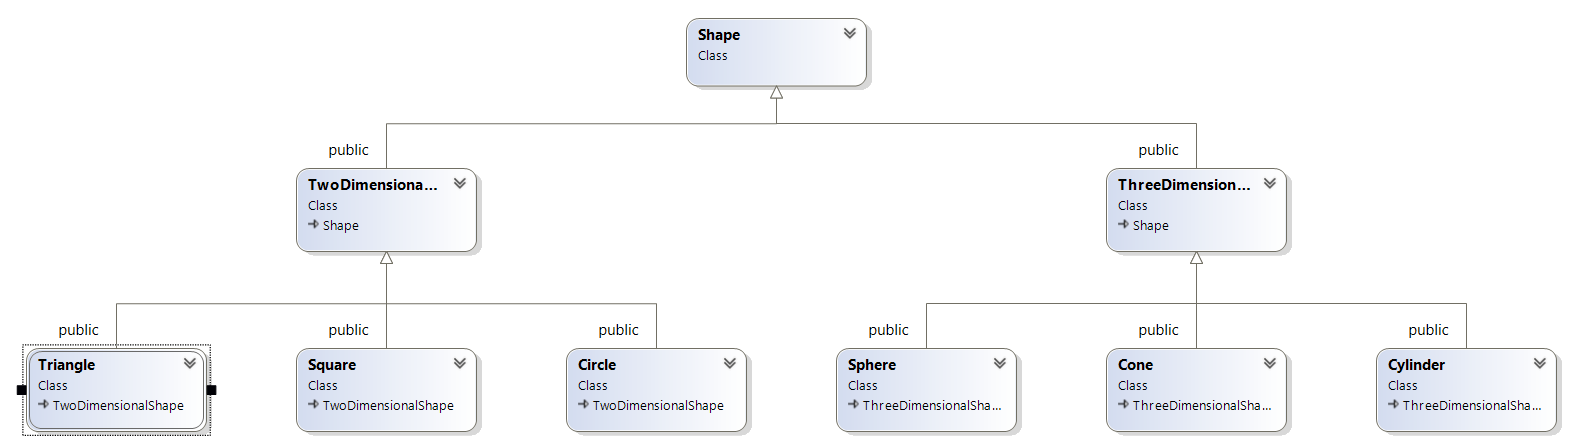 Shape
Class
public
public
TwoDimensiona...
Class
Shape
ThreeDimension...
Class
Shape
public
public
public
public
public
public
Triangle
Class
TwoDimensionalShape
Square
Class
TwoDimensionalShape
Circle
Class
TwoDimensionalShape
Sphere
Class
ThreeDimensionalSha...
Cone
Class
ThreeDimensionalSha...
Cylinder
Class
ThreeDimensionalSha...